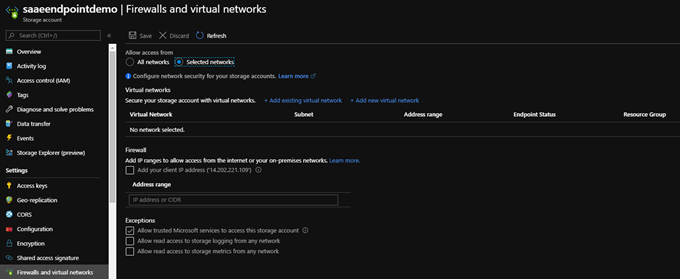 saaeendpointdemo | Firewalls and virtual networks
Storage account
Search (Ctrl+/)
«
Save
Discard
Refresh
Overview
Activity log
Access control (IAM)
Tags
Diagnose and solve problems
Data transfer
Events
Storage Explorer (preview)
Settings
Access keys
Geo-replication
CORS
Configuration
Encryption
Shared access signature
Firewalls and virtual networks
Allow access from
All networks Selected networks
Configure network security for your storage accounts. Learn more
Virtual networks
Secure your storage account with virtual networks. + Add existing virtual network + Add new virtual network
Virtual Network Subnet Address range Endpoint Status Resource Group
No network selected.
Firewall
Add IP ranges to allow access from the internet or your on-premises networks. Learn more.
Add your client IP address ('14.202.221.109')
Address range
IP address or CIDR
Exceptions
Allow trusted Microsoft services to access this storage account
Allow read access to storage logging from any network
Allow read access to storage metrics from any network